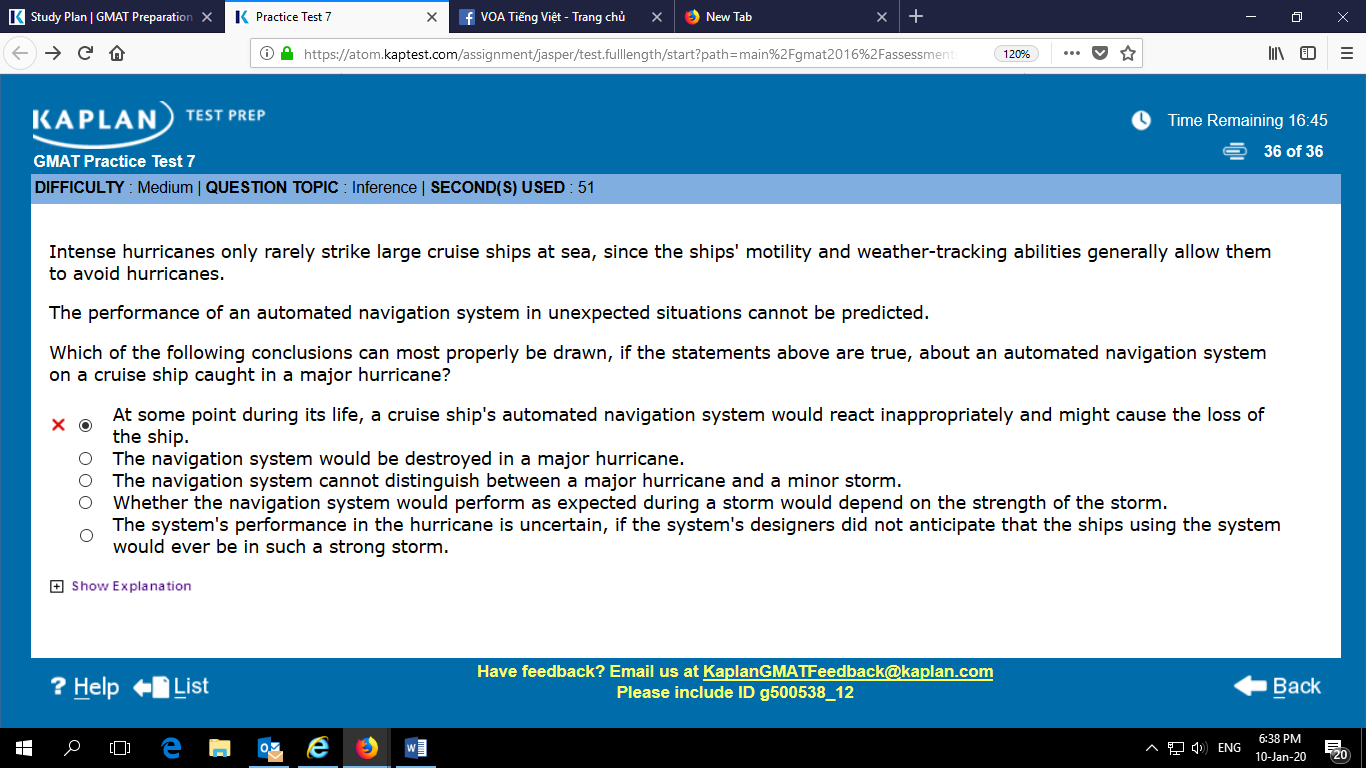 Study Plan | GMAT Preparation
Practice Test 7
VOA Tiếng Việt - Trang chủ
New Tab
https://atom.kaptest.com/assignment/jasper/test.fulllength/start?path=main%2Fgmat2016%2Fassessment
120%
KAPLAN TEST PREP
Time Remaining 16:45
GMAT Practice Test 7
36 of 36
DIFFICULTY : Medium | QUESTION TOPIC : Inference | SECOND(S) USED : 51
Intense hurricanes only rarely strike large cruise ships at sea, since the ships' motility and weather-tracking abilities generally allow them
to avoid hurricanes.
The performance of an automated navigation system in unexpected situations cannot be predicted.
Which of the following conclusions can most properly be drawn, if the statements above are true, about an automated navigation system
on a cruise ship caught in a major hurricane?
At some point during its life, a cruise ship's automated navigation system would react inappropriately and might cause the loss of
the ship.
The navigation system would be destroyed in a major hurricane.
The navigation system cannot distinguish between a major hurricane and a minor storm.
Whether the navigation system would perform as expected during a storm would depend on the strength of the storm.
The system's performance in the hurricane is uncertain, if the system's designers did not anticipate that the ships using the system
would ever be in such a strong storm.
Show Explanation
Have feedback? Email us at KaplanGMATFeedback@kaplan.com
Please include ID g500538_12
? Help
List
Back
ENG
6:38 PM
10-Jan-20
20